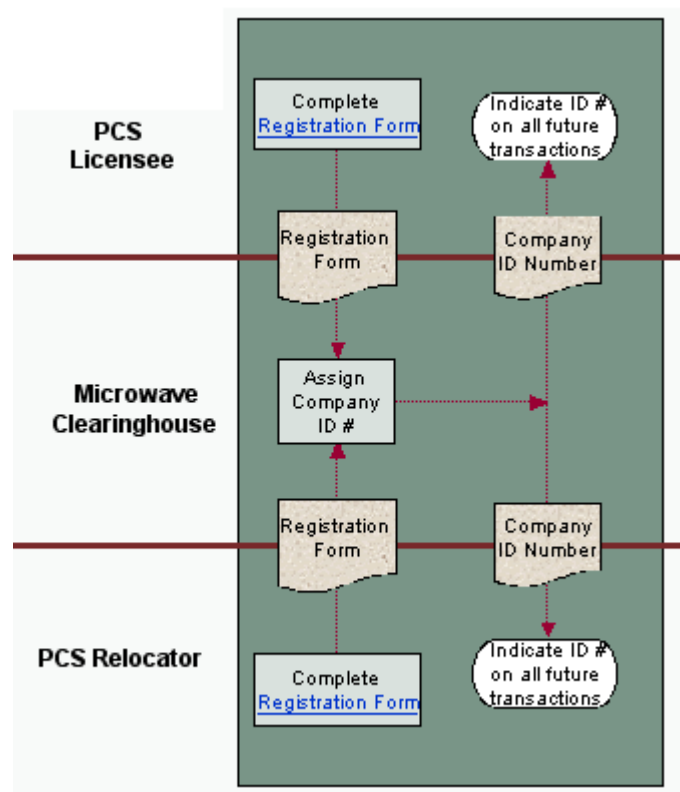 PCS
Licensee
Complete
Registration Form
Indicate ID #
on all future
transactions
Registration
Form
Company
ID Number
Microwave
Clearinghouse
Assign
Company
ID #
Registration
Form
Company
ID Number
PCS Relocator
Complete
Registration Form
Indicate ID #
on all future
transactions